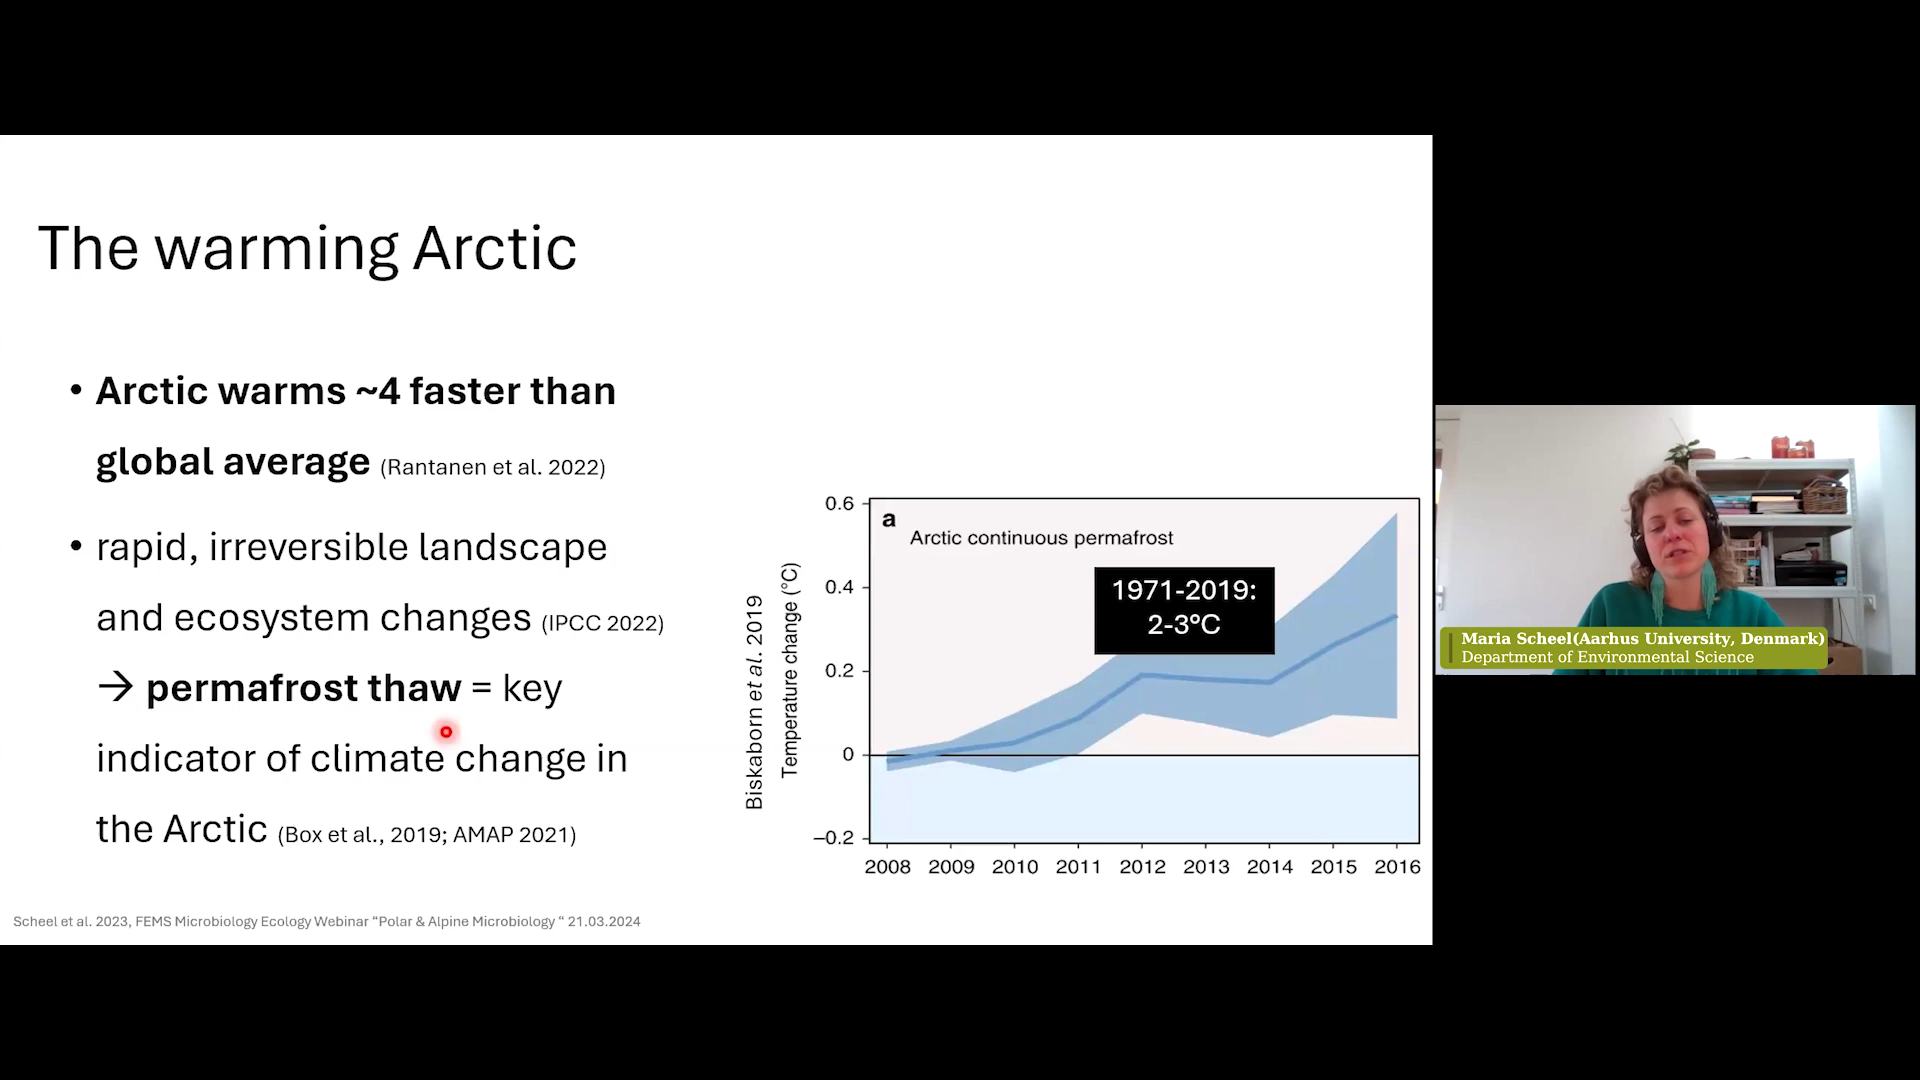 The warming Arctic
• Arctic warms ~4 faster than
global average (Rantanen et al. 2022)
• rapid, irreversible landscape
and ecosystem changes (IPCC 2022)
→ permafrost thaw = key
indicator of climate change in
the Arctic (Box et al., 2019; AMAP 2021)
Scheel et al. 2023, FEMS Microbiology Ecology Webinar “Polar & Alpine Microbiology “ 21.03.2024
Biskaborn et al. 2019
Temperature change (°C)
0.6
0.4
0.2
0
–0.2
a
Arctic continuous permafrost
1971-2019:
2-3°C
2008 2009 2010 2011 2012 2013 2014 2015 2016
Maria Scheel(Aarhus University, Denmark)
Department of Environmental Science